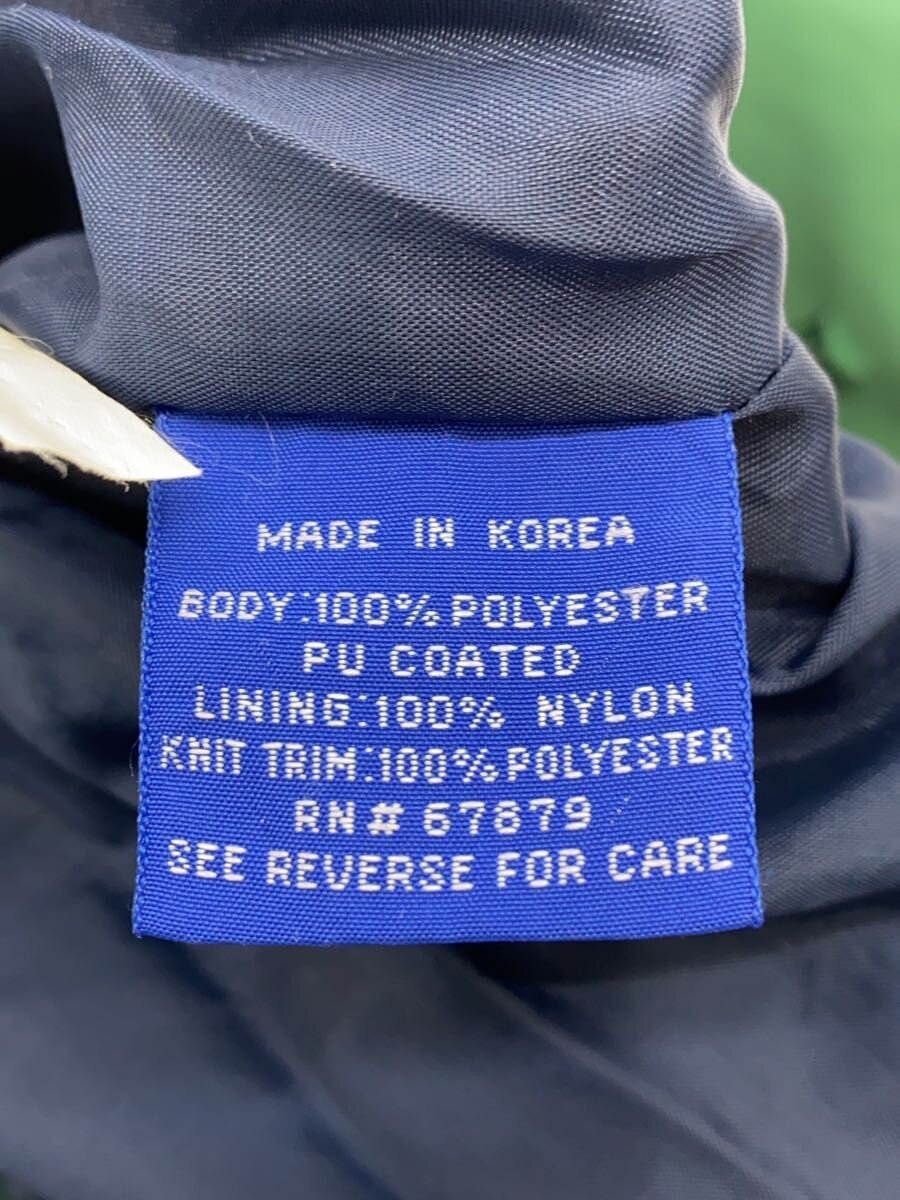 MADE IN KOREA
BODY:100% POLYESTER
PU COATED
LINING:100% NYLON
KNIT TRIM:100% POLYESTER
RN# 67879
SEE REVERSE FOR CARE